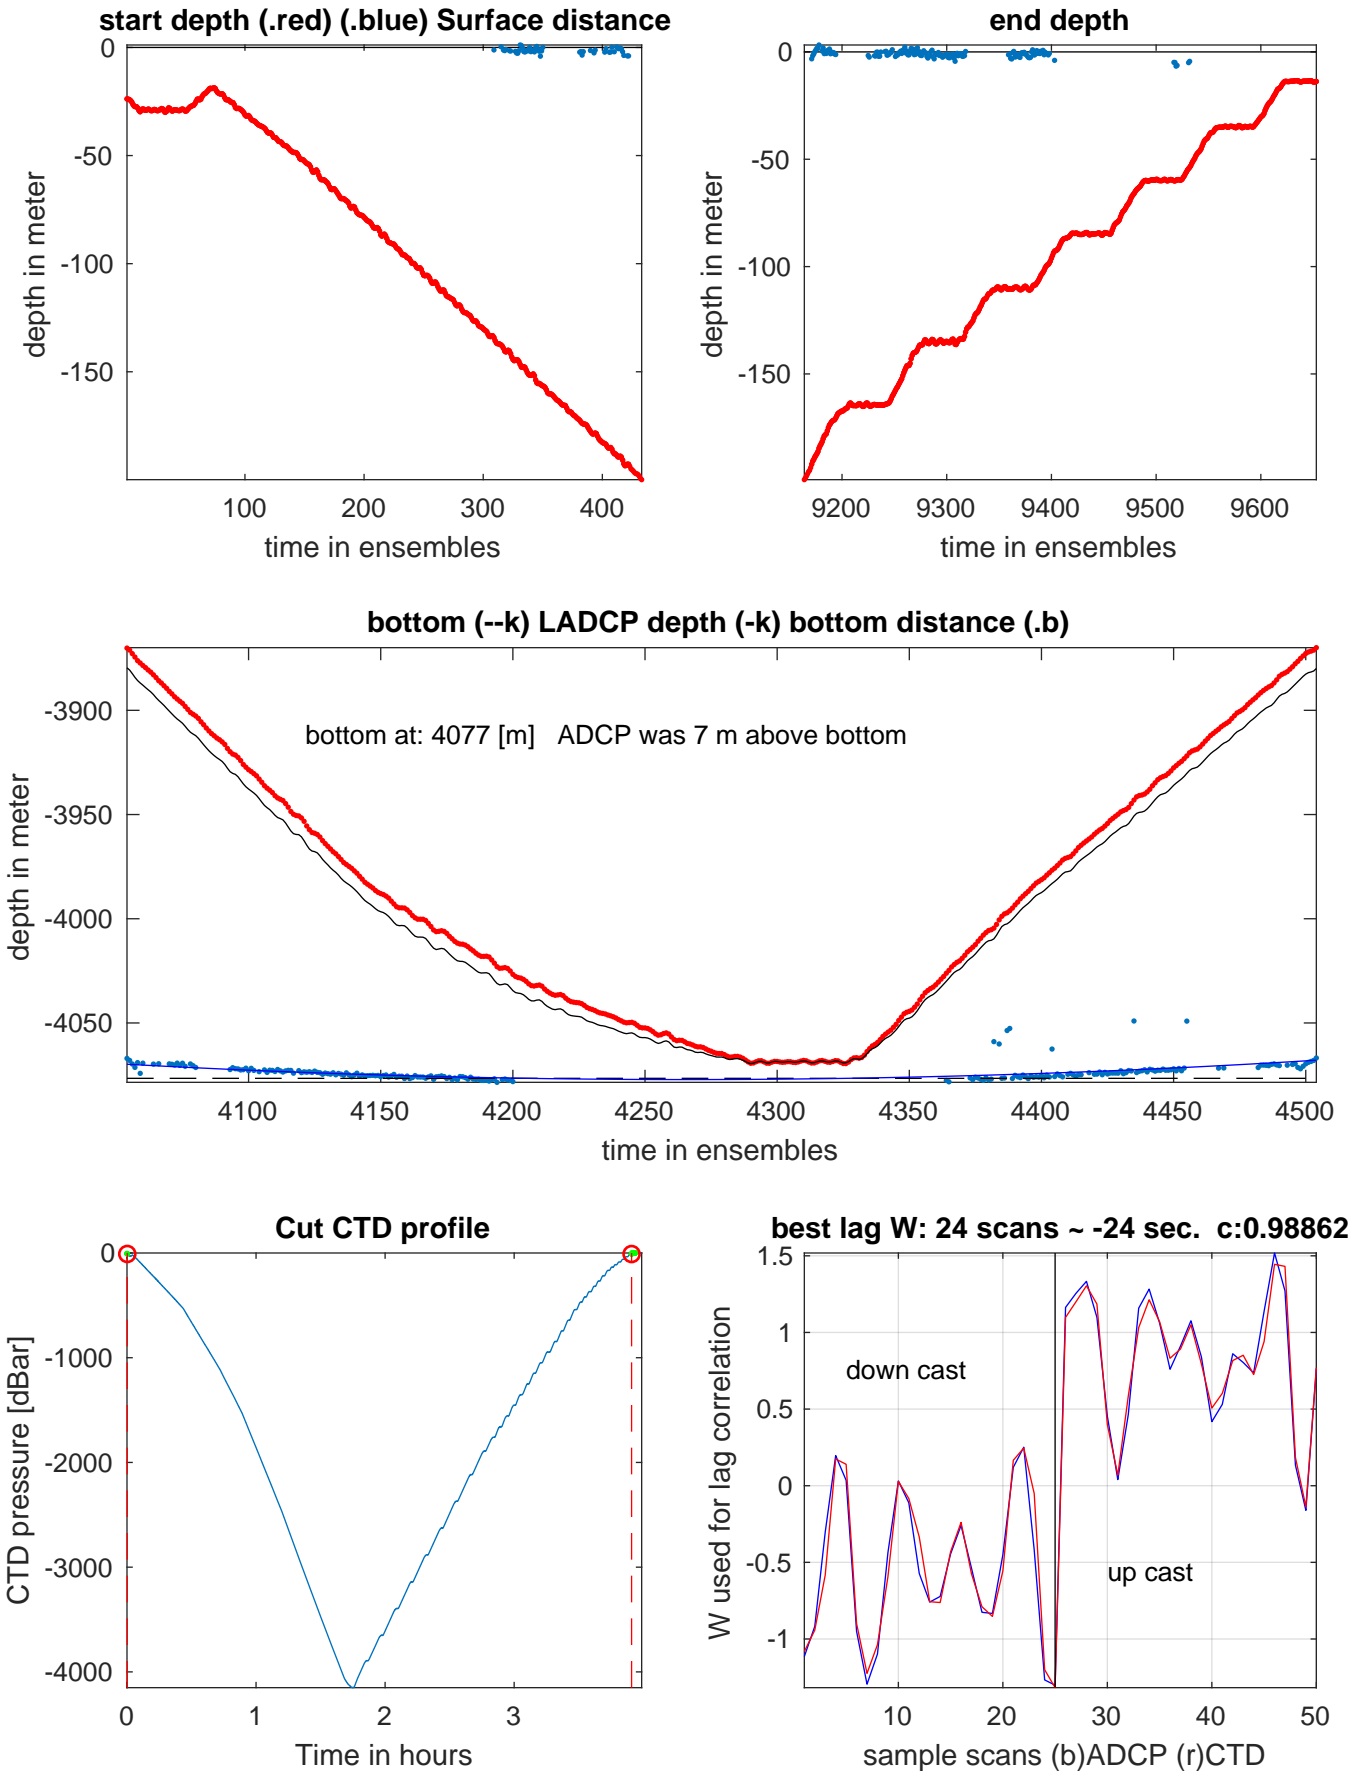 start depth (.red) (.blue) Surface distance
0
-50
-100
-150
depth in meter
100 200 300 400
time in ensembles
end depth
0
-50
-100
-150
depth in meter
9200 9300 9400 9500 9600
time in ensembles
bottom (--k) LADCP depth (-k) bottom distance (.b)
bottom at: 4077 [m] ADCP was 7 m above bottom
-3900
-3950
-4000
-4050
depth in meter
4100 4150 4200 4250 4300 4350 4400 4450 4500
time in ensembles
Cut CTD profile
0
-1000
-2000
-3000
-4000
CTD pressure [dBar]
0 1 2 3
Time in hours
best lag W: 24 scans ~ -24 sec. c:0.98862
1.5
1
0.5
0
-0.5
-1
W used for lag correlation
down cast
up cast
10 20 30 40 50
sample scans (b)ADCP (r)CTD